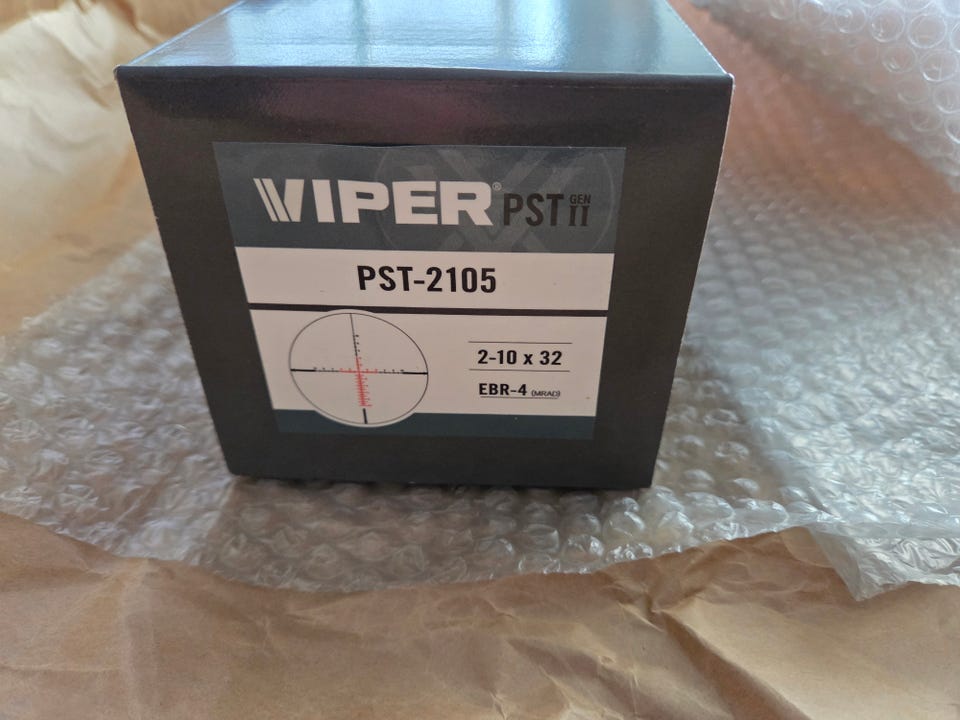 VIPER® PST GEN II
PST-2105
2-10 x 32
EBR-4 (MRAD)